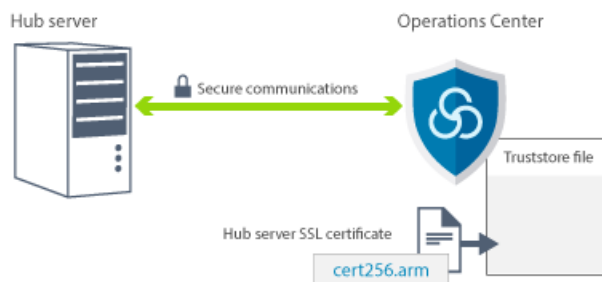 Hub server
Operations Center
Secure communications
Truststore file
Hub server SSL certificate
cert256.arm